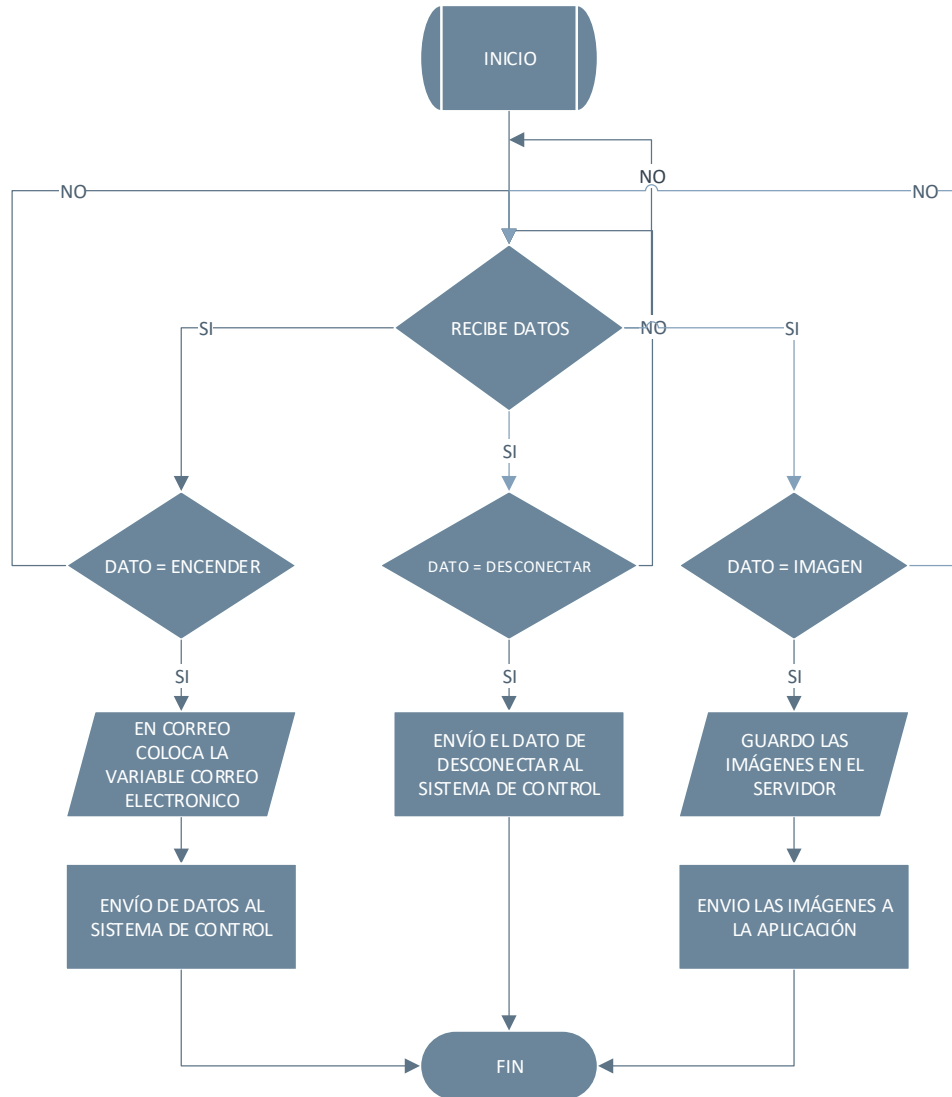 INICIO
NO
NO
NO
RECIBE DATOS
SI
NO
SI
SI
DATO = ENCENDER
DATO = DESCONECTAR
DATO = IMAGEN
SI
SI
SI
EN CORREO
COLOCA LA
VARIABLE CORREO
ELECTRONICO
ENVÍO EL DATO DE
DESCONECTAR AL
SISTEMA DE CONTROL
GUARDO LAS
IMÁGENES EN EL
SERVIDOR
ENVÍO DE DATOS AL
SISTEMA DE CONTROL
ENVIO LAS IMÁGENES A
LA APLICACIÓN
FIN